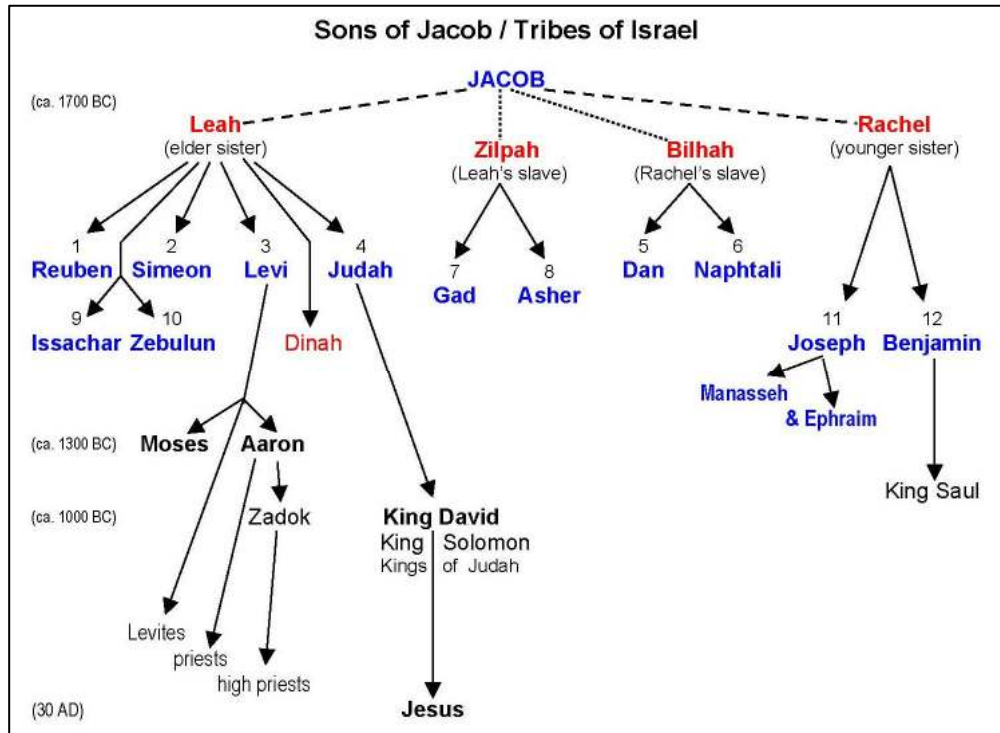 Sons of Jacob / Tribes of Israel
JACOB
(ca. 1700 BC)
Leah
(elder sister)
Zilpah
(Leah's slave)
Bilhah
(Rachel's slave)
Rachel
(younger sister)
1 2 3 4
Reuben Simeon Levi Judah
7 8
Gad Asher
5 6
Dan Naphtali
9 10
Issachar Zebulun
Dinah
11 12
Joseph Benjamin
Manasseh
& Ephraim
(ca. 1300 BC)
Moses Aaron
King Saul
(ca. 1000 BC)
Zadok
King David
King Solomon
Kings of Judah
Levites
priests
high priests
(30 AD)
Jesus